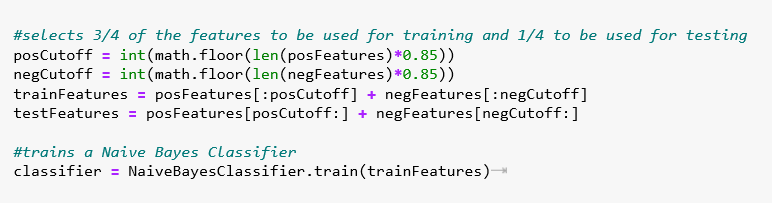 #selects 3/4 of the features to be used for training and 1/4 to be used for testing
posCutoff = int(math.floor(len(posFeatures)*0.85))
negCutoff = int(math.floor(len(negFeatures)*0.85))
trainFeatures = posFeatures[:posCutoff] + negFeatures[:negCutoff]
testFeatures = posFeatures[posCutoff:] + negFeatures[negCutoff:]
#trains a Naive Bayes Classifier
classifier = NaiveBayesClassifier.train(trainFeatures)